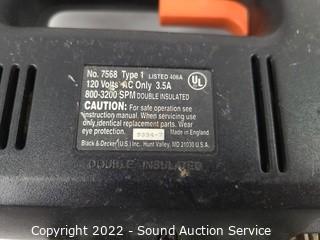 No. 7568 Type 1 LISTED 406A
UL
120 Volts AC Only 3.5A
800-3200 SPM DOUBLE INSULATED
CAUTION: For safe operation see
instruction manual. When servicing use
only identical replacement parts. Wear
eye protection. Made in England
Black & Decker (U.S.) Inc. Hunt Valley, MD 21030 U.S.A.
DOUBLE INSULATED
Copyright 2022 - Sound Auction Service